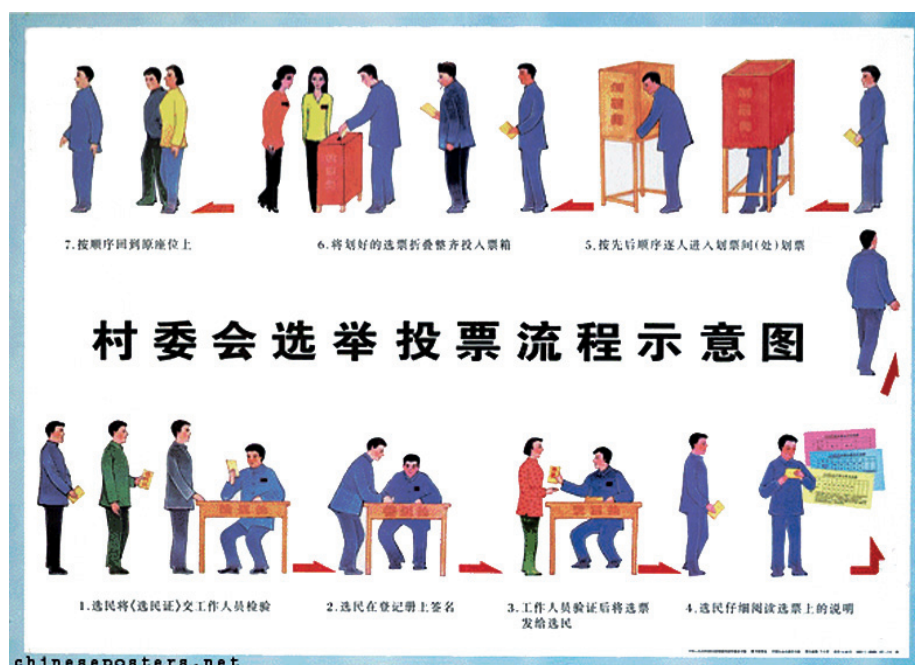 7.按顺序回到原座位上
6.将划好的选票折叠整齐投入票箱
5.按先后顺序逐人进入划票间(处)划票
村委会选举投票流程示意图
1.选民将《选民证》交工作人员检验
2.选民在登记册上签名
3.工作人员验证后将选票
发给选民
4.选民仔细阅读选票上的说明
chineseposters.net